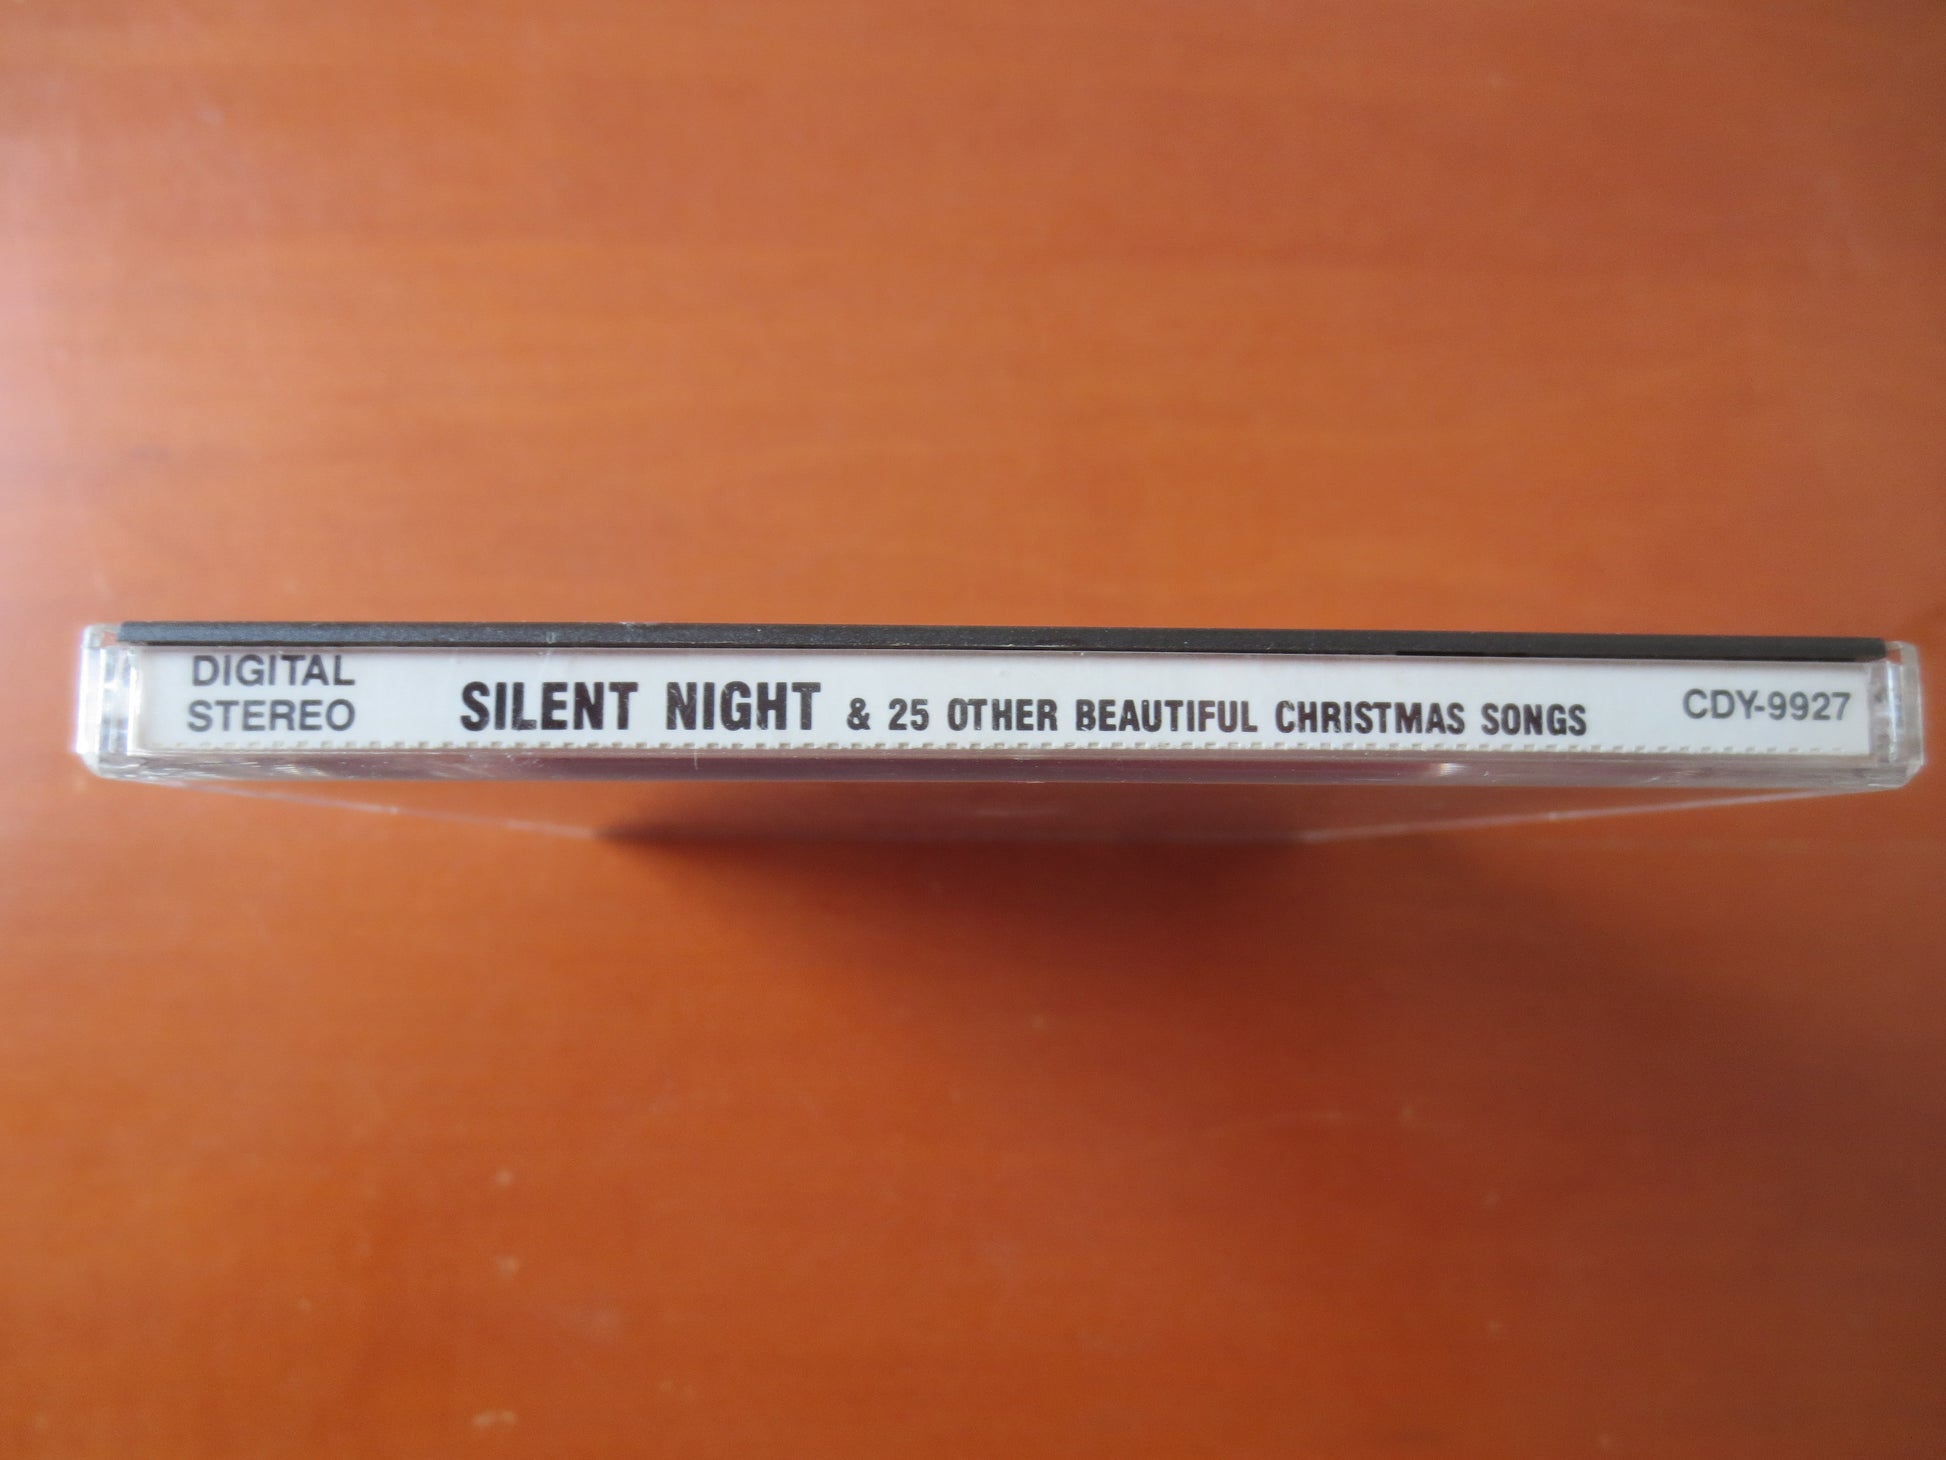 DIGITAL
STEREO
SILENT NIGHT & 25 OTHER BEAUTIFUL CHRISTMAS SONGS
CDY-9927